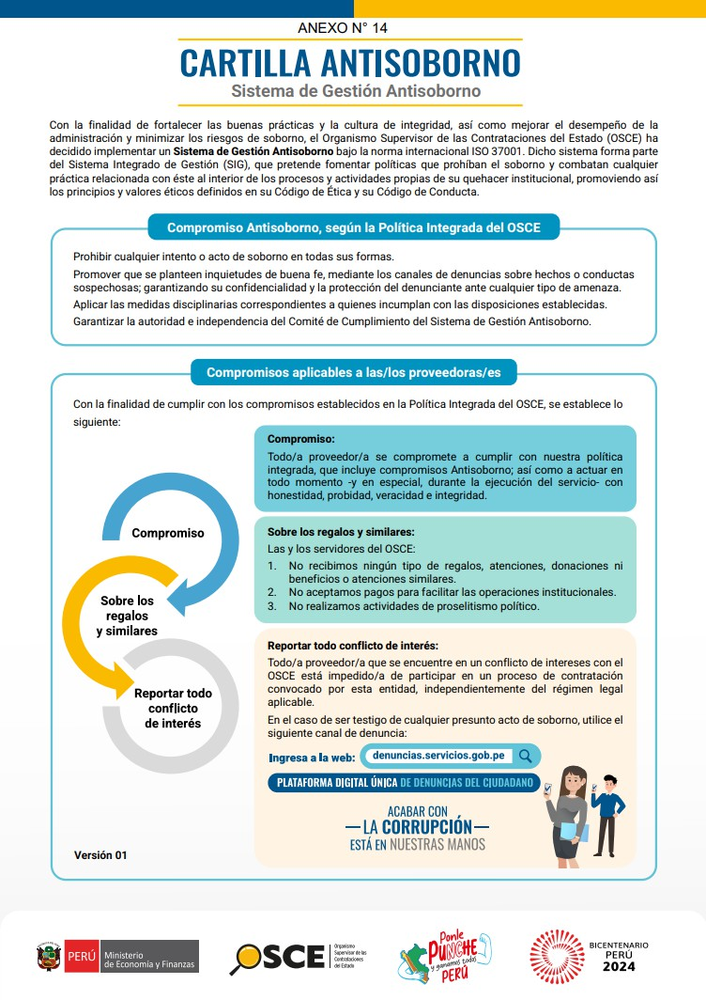 ANEXO N° 14
CARTILLA ANTISOBORNO
Sistema de Gestión Antisoborno
Con la finalidad de fortalecer las buenas prácticas y la cultura de integridad, así como mejorar el desempeño de la
administración y minimizar los riesgos de soborno, el Organismo Supervisor de las Contrataciones del Estado (OSCE) ha
decidido implementar un Sistema de Gestión Antisoborno bajo la norma internacional ISO 37001. Dicho sistema forma parte
del Sistema Integrado de Gestión (SIG), que pretende fomentar políticas que prohíban el soborno y combatan cualquier
práctica relacionada con éste al interior de los procesos y actividades propias de su quehacer institucional, promoviendo así
los principios y valores éticos definidos en su Código de Ética y su Código de Conducta.
Compromiso Antisoborno, según la Política Integrada del OSCE
Prohibir cualquier intento o acto de soborno en todas sus formas.
Promover que se planteen inquietudes de buena fe, mediante los canales de denuncias sobre hechos o conductas
sospechosas; garantizando su confidencialidad y la protección del denunciante ante cualquier tipo de amenaza.
Aplicar las medidas disciplinarias correspondientes a quienes incumplan con las disposiciones establecidas.
Garantizar la autoridad e independencia del Comité de Cumplimiento del Sistema de Gestión Antisoborno.
Compromisos aplicables a las/los proveedoras/es
Con la finalidad de cumplir con los compromisos establecidos en la Política Integrada del OSCE, se establece lo
siguiente:
Compromiso
Sobre los
regalos
y similares
Reportar todo
conflicto
de interés
Compromiso:
Todo/a proveedor/a se compromete a cumplir con nuestra política
integrada, que incluye compromisos Antisoborno; así como a actuar en
todo momento -y en especial, durante la ejecución del servicio- con
honestidad, probidad, veracidad e integridad.
Sobre los regalos y similares:
Las y los servidores del OSCE:
1. No recibimos ningún tipo de regalos, atenciones, donaciones ni
beneficios o atenciones similares.
2. No aceptamos pagos para facilitar las operaciones institucionales.
3. No realizamos actividades de proselitismo político.
Reportar todo conflicto de interés:
Todo/a proveedor/a que se encuentre en un conflicto de intereses con el
OSCE está impedido/a de participar en un proceso de contratación
convocado por esta entidad, independientemente del régimen legal
aplicable.
En el caso de ser testigo de cualquier presunto acto de soborno, utilice el
siguiente canal de denuncia:
Ingresa a la web: denuncias.servicios.gob.pe
PLATAFORMA DIGITAL ÚNICA DE DENUNCIAS DEL CIUDADANO
ACABAR CON
LA CORRUPCIÓN
ESTÁ EN NUESTRAS MANOS
Versión 01
PERÚ
Ministerio
de Economía y Finanzas
OSCE
Organismo
Supervisor de las
Contrataciones
del Estado
Ponle
PUNCHE
y ganamos todos
PERÚ
BICENTENARIO
PERÚ
2024